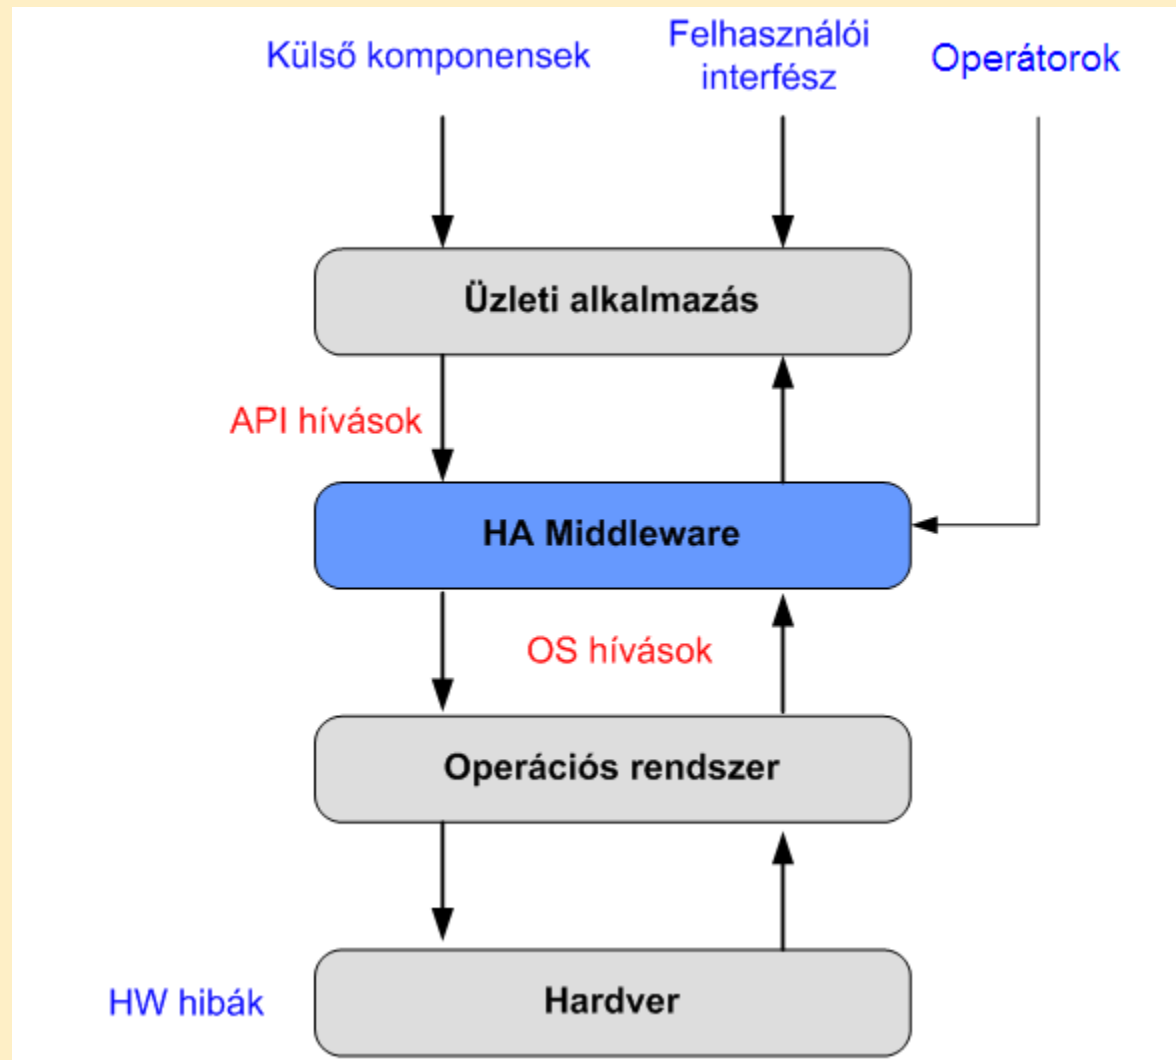 Külső komponensek
Felhasználói
interfész
Operátorok
Üzleti alkalmazás
API hívások
HA Middleware
OS hívások
Operációs rendszer
HW hibák
Hardver